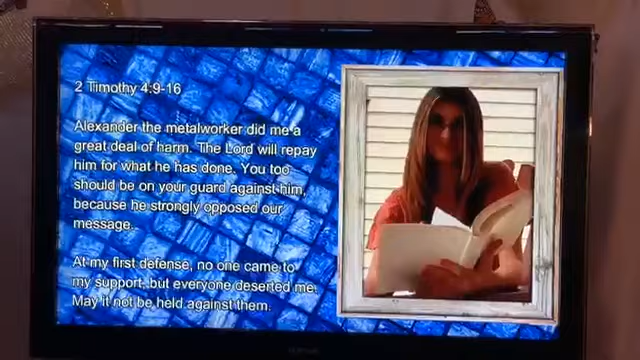 2 Timothy 4:9-16
Alexander the metalworker did me a
great deal of harm. The Lord will repay
him for what he has done. You too
should be on your guard against him,
because he strongly opposed our
message.
At my first defense, no one came to
my support, but everyone deserted me.
May it not be held against them.